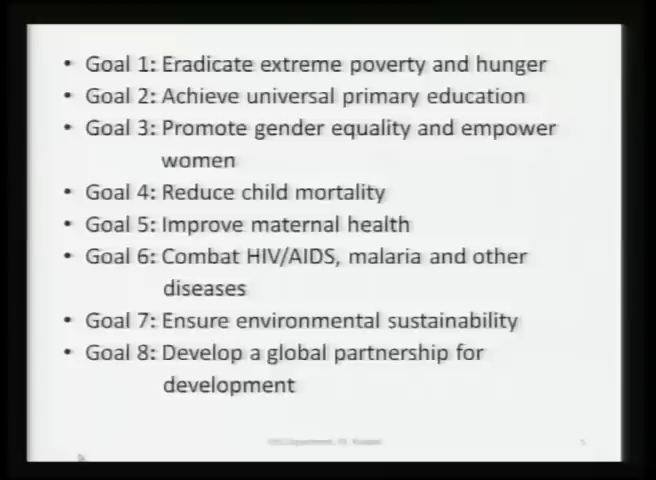 • Goal 1: Eradicate extreme poverty and hunger
• Goal 2: Achieve universal primary education
• Goal 3: Promote gender equality and empower
women
• Goal 4: Reduce child mortality
• Goal 5: Improve maternal health
• Goal 6: Combat HIV/AIDS, malaria and other
diseases
• Goal 7: Ensure environmental sustainability
• Goal 8: Develop a global partnership for
development